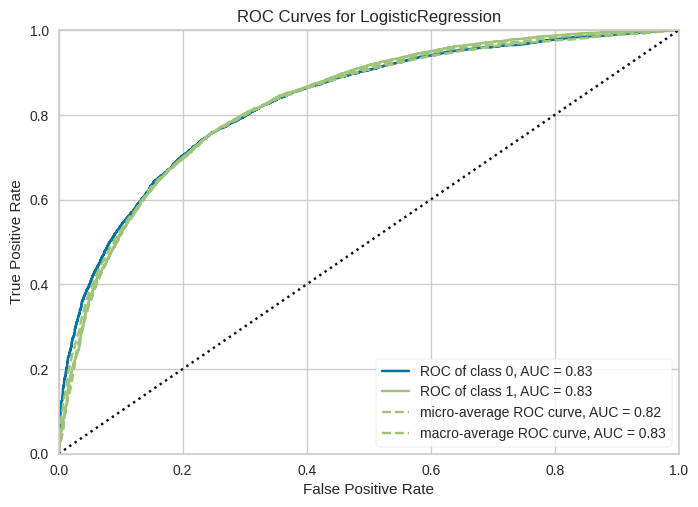 ROC Curves for LogisticRegression
True Positive Rate
1.0
0.8
0.6
0.4
0.2
0.0
ROC of class 0, AUC = 0.83
ROC of class 1, AUC = 0.83
micro-average ROC curve, AUC = 0.82
macro-average ROC curve, AUC = 0.83
0.0 0.2 0.4 0.6 0.8 1.0
False Positive Rate